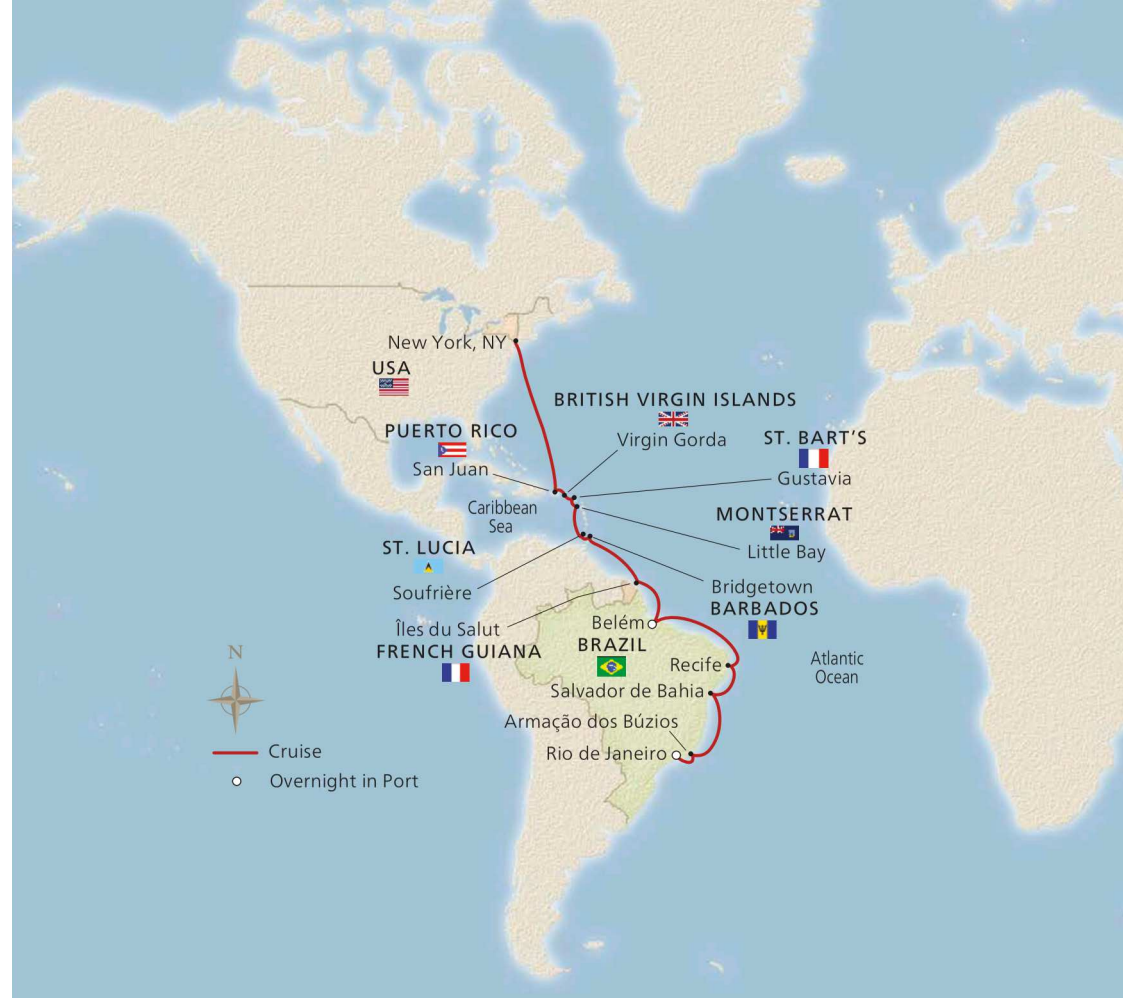 New York, NY
USA
BRITISH VIRGIN ISLANDS
Virgin Gorda
PUERTO RICO
San Juan
ST. BART'S
Gustavia
Caribbean
Sea
MONTSERRAT
Little Bay
ST. LUCIA
Soufrière
Bridgetown
BARBADOS
Îles du Salut
FRENCH GUIANA
Belém
BRAZIL
Recife
Atlantic
Ocean
Salvador de Bahia
Armação dos Búzios
Rio de Janeiro
N
Cruise
Overnight in Port